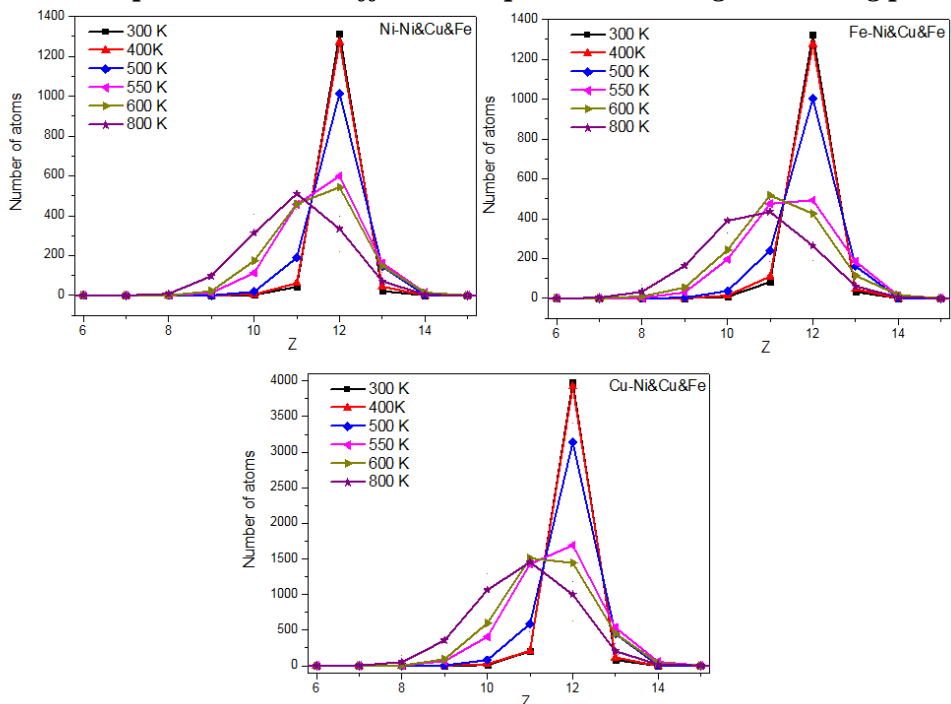 1400
1200
1000
800
600
400
200
0
Number of atoms
300 K
400K
500 K
550 K
600 K
800 K
Ni-Ni&Cu&Fe
6 8 10 12 14
Z
1400
1200
1000
800
600
400
200
0
Number of atoms
300 K
400K
500 K
550 K
600 K
800 K
Fe-Ni&Cu&Fe
6 8 10 12 14
Z
4000
3500
3000
2500
2000
1500
1000
500
0
Number of atoms
300 K
400K
500 K
550 K
600 K
800 K
Cu-Ni&Cu&Fe
6 8 10 12 14
Z